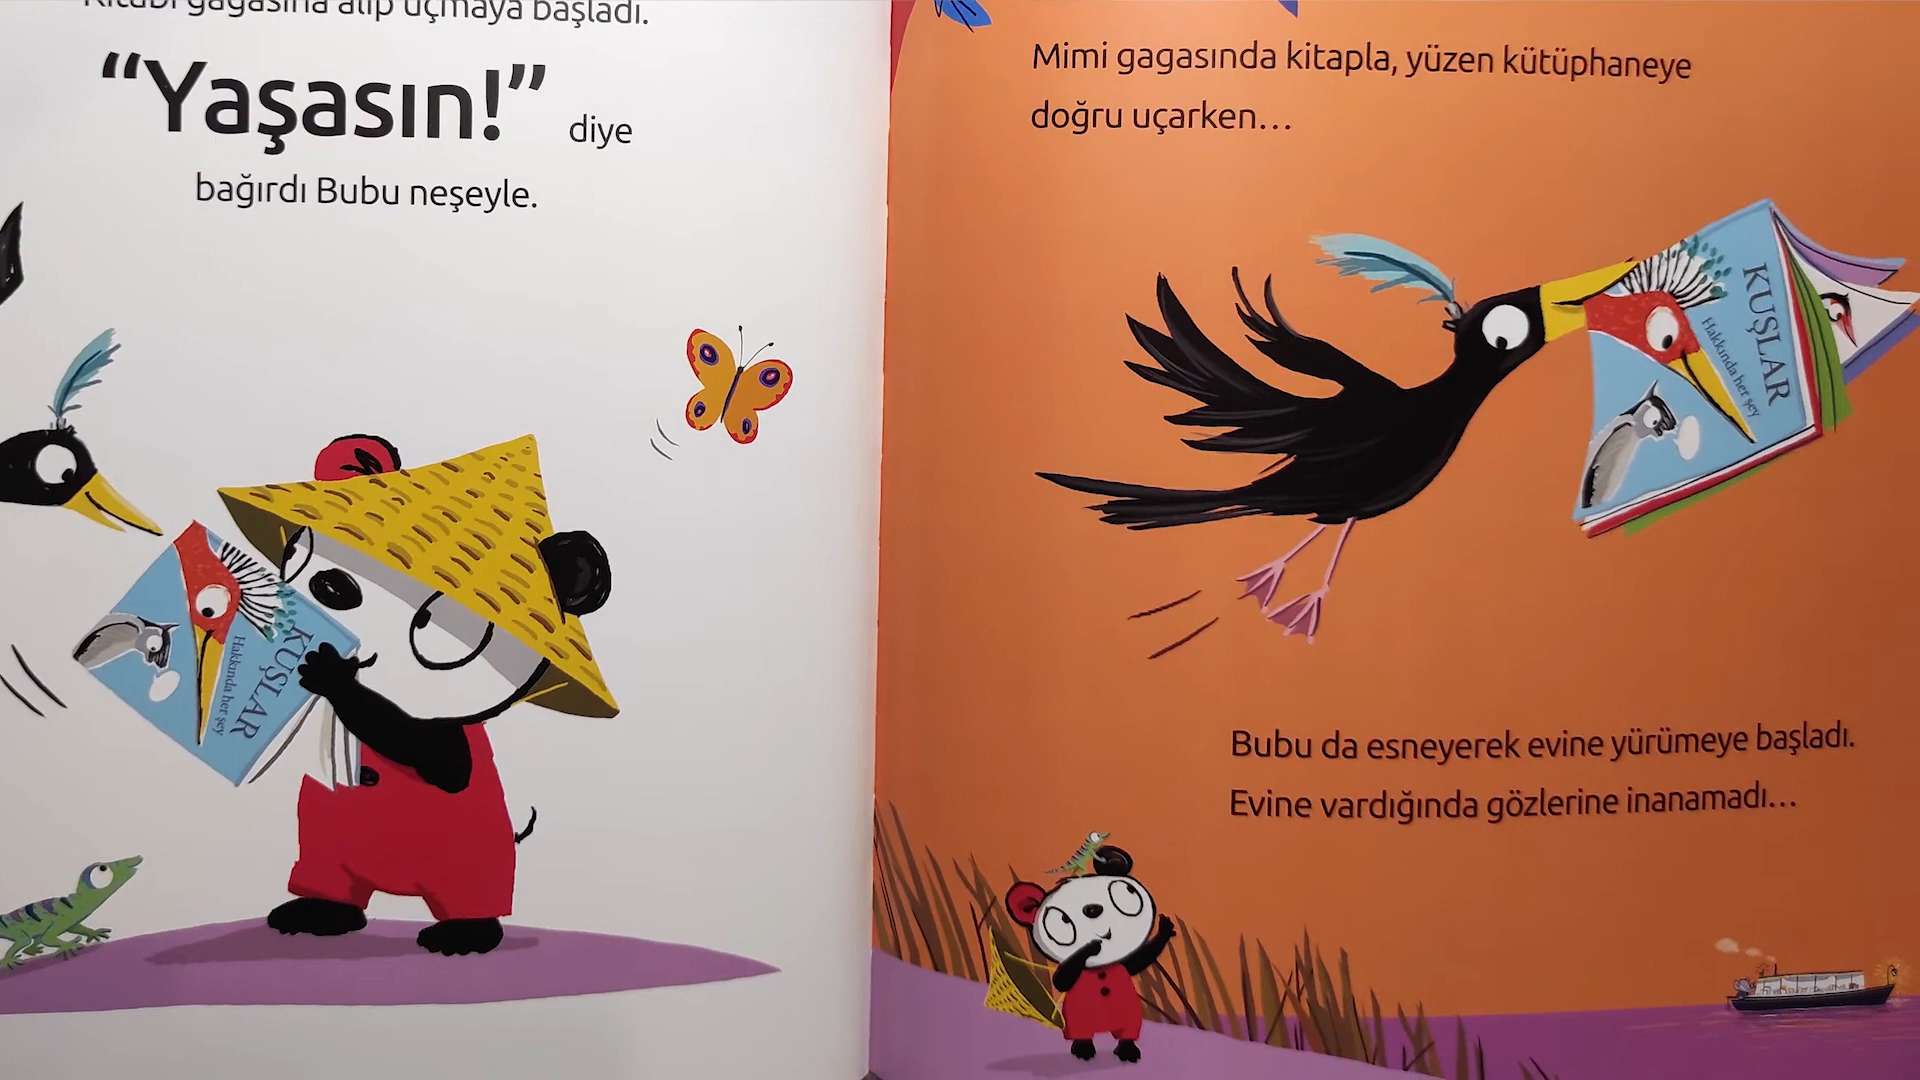 Kitabı gagasına alıp uçmaya başladı.
“Yaşasın!” diye
bağırdı Bubu neşeyle.
KUŞLAR
Hakkında her şey
Mimi gagasında kitapla, yüzen kütüphaneye
doğru uçarken...
KUŞLAR
Hakkında her şey
Bubu da esneyerek evine yürümeye başladı.
Evine vardığında gözlerine inanamadı...